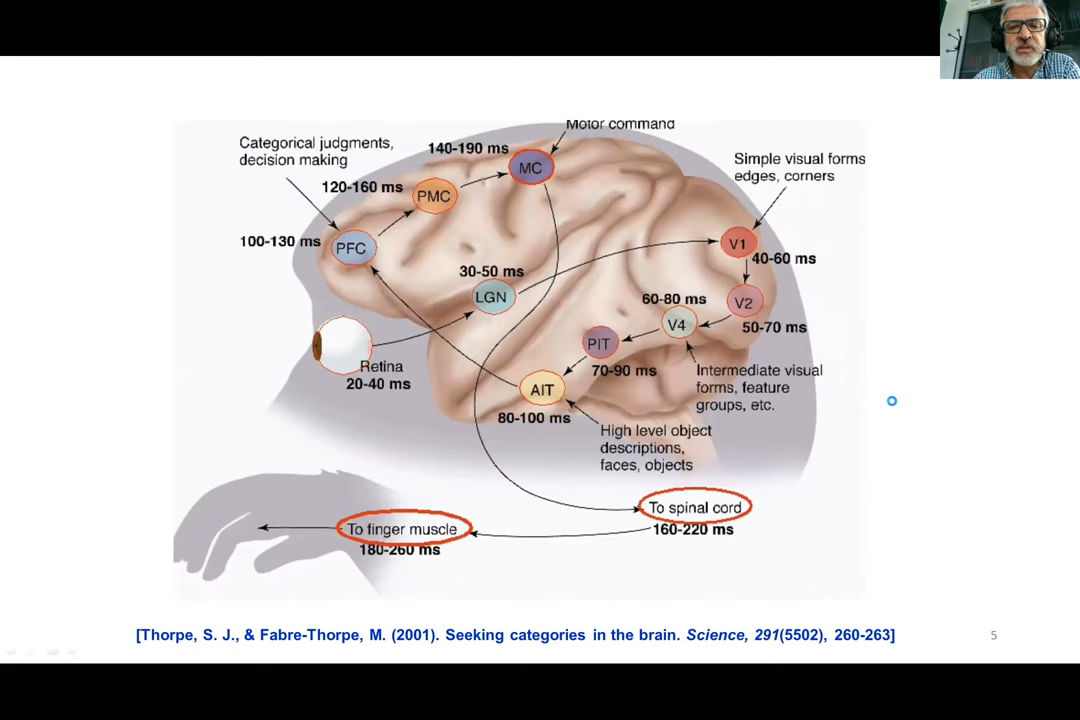 Motor command
Categorical judgments,
decision making
140-190 ms
MC
Simple visual forms
edges, corners
120-160 ms
PMC
100-130 ms
PFC
V1
40-60 ms
30-50 ms
LGN
60-80 ms
V2
V4
50-70 ms
PIT
Retina
20-40 ms
70-90 ms
Intermediate visual
forms, feature
groups, etc.
AIT
80-100 ms
High level object
descriptions,
faces, objects
To spinal cord
160-220 ms
To finger muscle
180-260 ms
[Thorpe, S. J., & Fabre-Thorpe, M. (2001). Seeking categories in the brain. Science, 291(5502), 260-263]
5